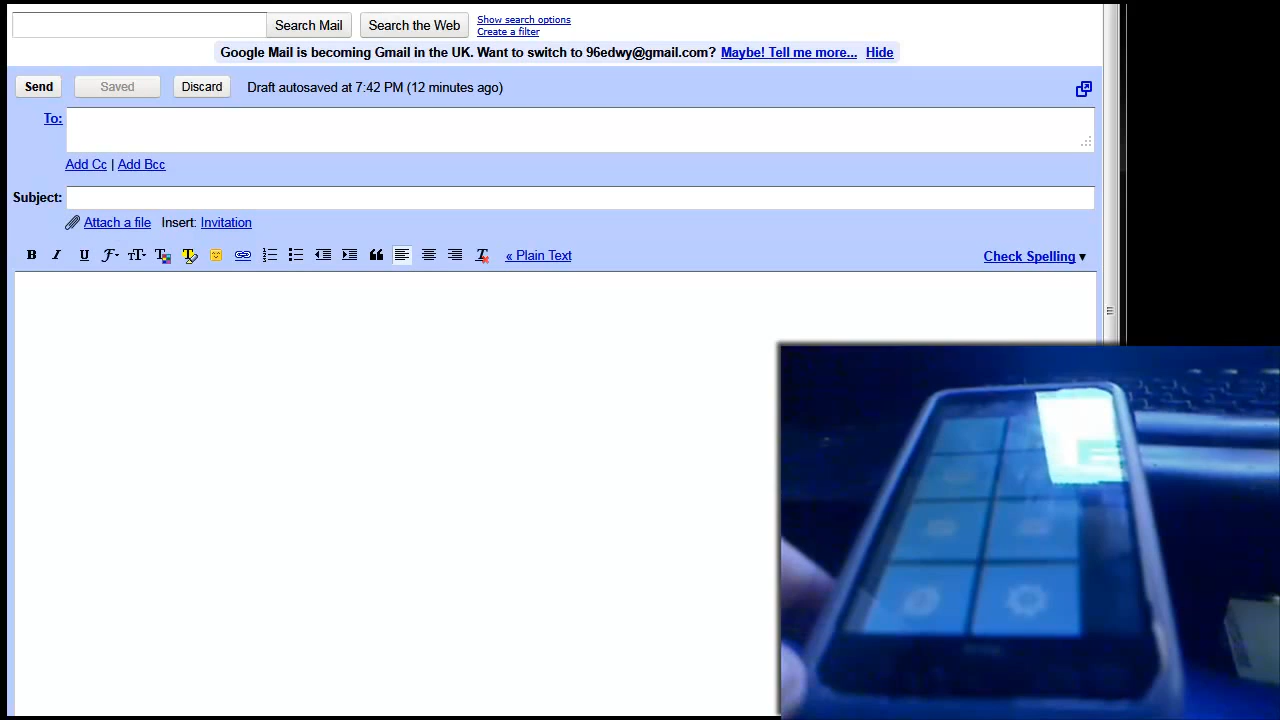 Search Mail Search the Web Show search options
Create a filter
Google Mail is becoming Gmail in the UK. Want to switch to 96edwy@gmail.com? Maybe! Tell me more... Hide
Send Saved Discard Draft autosaved at 7:42 PM (12 minutes ago)
To:
Add Cc | Add Bcc
Subject:
Attach a file Insert: Invitation
B I U F тT T T « Plain Text Check Spelling ▼